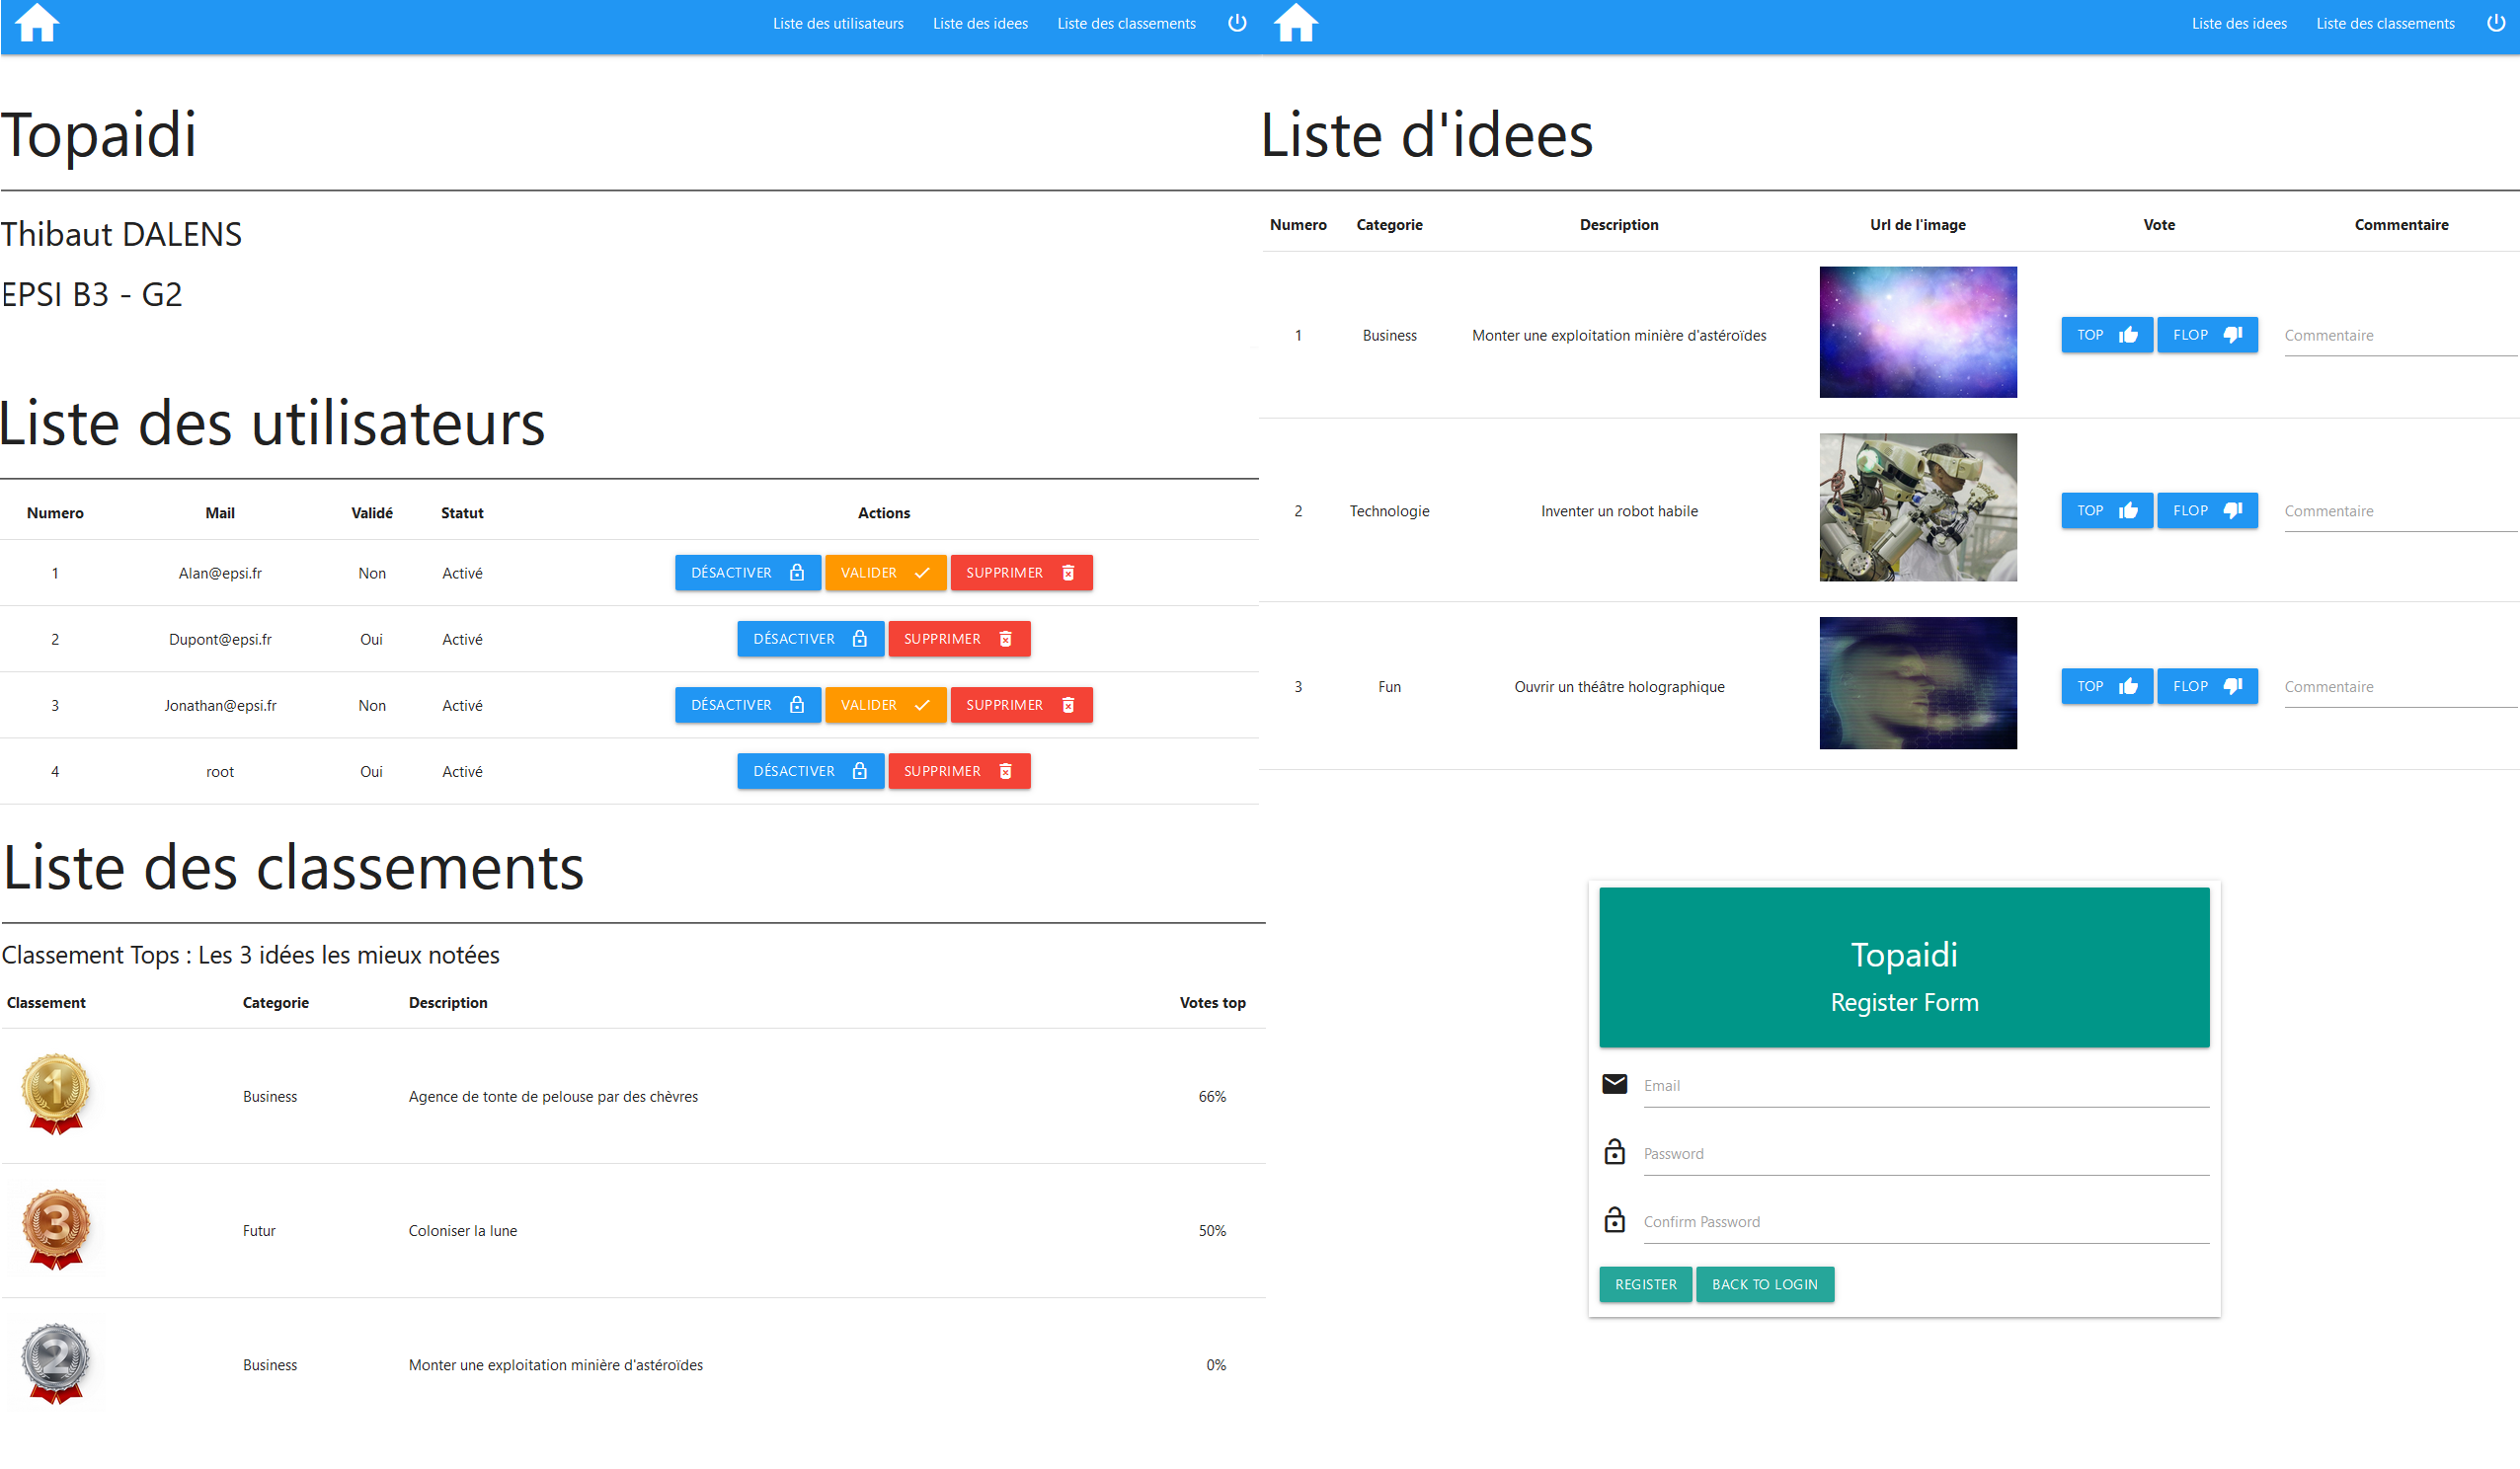 Liste des utilisateurs Liste des idees Liste des classements
Topaidi
Thibaut DALENS
EPSI B3 - G2
Liste des utilisateurs
Numero Mail Validé Statut Actions
1 Alan@epsi.fr Non Activé DÉSACTIVER VALIDER SUPPRIMER
2 Dupont@epsi.fr Oui Activé DÉSACTIVER SUPPRIMER
3 Jonathan@epsi.fr Non Activé DÉSACTIVER VALIDER SUPPRIMER
4 root Oui Activé DÉSACTIVER SUPPRIMER
Liste des classements
Classement Tops : Les 3 idées les mieux notées
Classement Categorie Description Votes top
1 Business Agence de tonte de pelouse par des chèvres 66%
3 Futur Coloniser la lune 50%
2 Business Monter une exploitation minière d'astéroïdes 0%
Liste des idees Liste des classements
Liste d'idees
Numero Categorie Description Url de l'image Vote Commentaire
1 Business Monter une exploitation minière d'astéroïdes TOP FLOP Commentaire
2 Technologie Inventer un robot habile TOP FLOP Commentaire
3 Fun Ouvrir un théâtre holographique TOP FLOP Commentaire
Topaidi
Register Form
Email
Password
Confirm Password
REGISTER BACK TO LOGIN